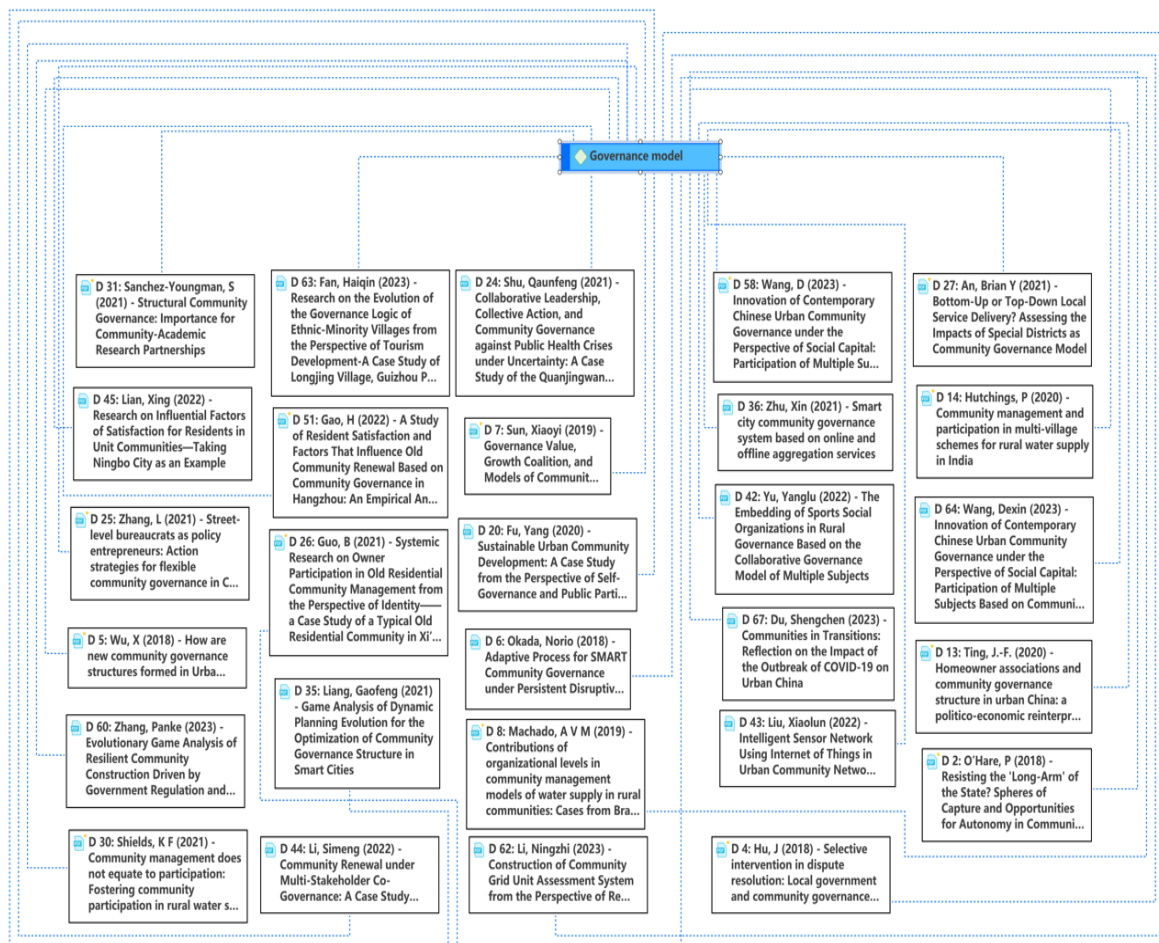 Governance model
D 31: Sanchez-Youngman, S
(2021) - Structural Community
Governance: Importance for
Community-Academic
Research Partnerships
D 63: Fan, Haiqin (2023) -
Research on the Evolution of
the Governance Logic of
Ethnic-Minority Villages from
the Perspective of Tourism
Development-A Case Study of
Longjing Village, Guizhou P...
D 24: Shu, Qaunfeng (2021) -
Collaborative Leadership,
Collective Action, and
Community Governance
against Public Health Crises
under Uncertainty: A Case
Study of the Quanjingwan...
D 58: Wang, D (2023) -
Innovation of Contemporary
Chinese Urban Community
Governance under the
Perspective of Social Capital:
Participation of Multiple Su...
D 27: An, Brian Y (2021) -
Bottom-Up or Top-Down Local
Service Delivery? Assessing the
Impacts of Special Districts as
Community Governance Model
D 45: Lian, Xing (2022) -
Research on Influential Factors
of Satisfaction for Residents in
Unit Communities—Taking
Ningbo City as an Example
D 51: Gao, H (2022) - A Study
of Resident Satisfaction and
Factors That Influence Old
Community Renewal Based on
Community Governance in
Hangzhou: An Empirical An...
D 7: Sun, Xiaoyi (2019) -
Governance Value,
Growth Coalition, and
Models of Communit...
D 36: Zhu, Xin (2021) - Smart
city community governance
system based on online and
offline aggregation services
D 14: Hutchings, P (2020) -
Community management and
participation in multi-village
schemes for rural water supply
in India
D 25: Zhang, L (2021) - Street-
level bureaucrats as policy
entrepreneurs: Action
strategies for flexible
community governance in C...
D 26: Guo, B (2021) - Systemic
Research on Owner
Participation in Old Residential
Community Management from
the Perspective of Identity——
a Case Study of a Typical Old
Residential Community in Xi'...
D 20: Fu, Yang (2020) -
Sustainable Urban Community
Development: A Case Study
from the Perspective of Self-
Governance and Public Parti...
D 42: Yu, Yanglu (2022) - The
Embedding of Sports Social
Organizations in Rural
Governance Based on the
Collaborative Governance
Model of Multiple Subjects
D 64: Wang, Dexin (2023) -
Innovation of Contemporary
Chinese Urban Community
Governance under the
Perspective of Social Capital:
Participation of Multiple
Subjects Based on Communi...
D 5: Wu, X (2018) - How are
new community governance
structures formed in Urba...
D 35: Liang, Gaofeng (2021)
- Game Analysis of Dynamic
Planning Evolution for the
Optimization of Community
Governance Structure in
Smart Cities
D 6: Okada, Norio (2018) -
Adaptive Process for SMART
Community Governance
under Persistent Disruptiv...
D 67: Du, Shengchen (2023) -
Communities in Transitions:
Reflection on the Impact of
the Outbreak of COVID-19 on
Urban China
D 13: Ting, J.-F. (2020) -
Homeowner associations and
community governance
structure in urban China: a
politico-economic reinterpr...
D 60: Zhang, Panke (2023) -
Evolutionary Game Analysis of
Resilient Community
Construction Driven by
Government Regulation and...
D 8: Machado, A V M (2019) -
Contributions of
organizational levels in
community management
models of water supply in rural
communities: Cases from Bra...
D 43: Liu, Xiaolun (2022) -
Intelligent Sensor Network
Using Internet of Things in
Urban Community Netwo...
D 2: O'Hare, P (2018) -
Resisting the 'Long-Arm' of
the State? Spheres of
Capture and Opportunities
for Autonomy in Communi...
D 30: Shields, K F (2021) -
Community management does
not equate to participation:
Fostering community
participation in rural water s...
D 44: Li, Simeng (2022) -
Community Renewal under
Multi-Stakeholder Co-
Governance: A Case Study...
D 62: Li, Ningzhi (2023) -
Construction of Community
Grid Unit Assessment System
from the Perspective of Re...
D 4: Hu, J (2018) - Selective
intervention in dispute
resolution: Local government
and community governance...